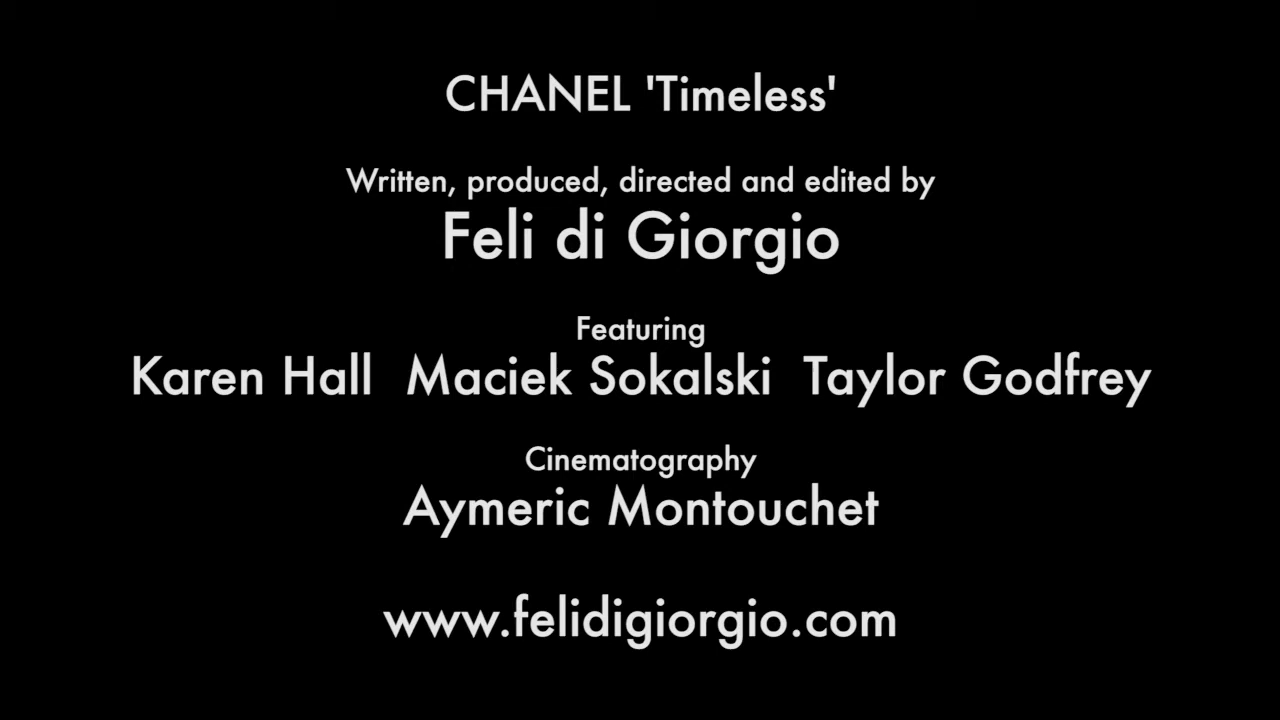 CHANEL 'Timeless'
Written, produced, directed and edited by
Feli di Giorgio
Featuring
Karen Hall  Maciek Sokalski  Taylor Godfrey
Cinematography
Aymeric Montouchet
www.felidigiorgio.com